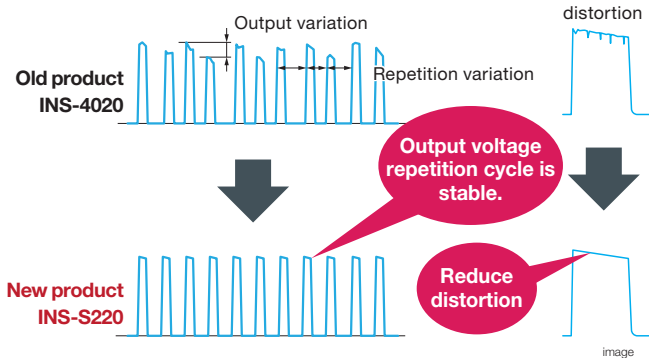 Output variation
distortion
Old product
INS-4020
Repetition variation
Output voltage
repetition cycle is
stable.
New product
INS-S220
Reduce
distortion
image